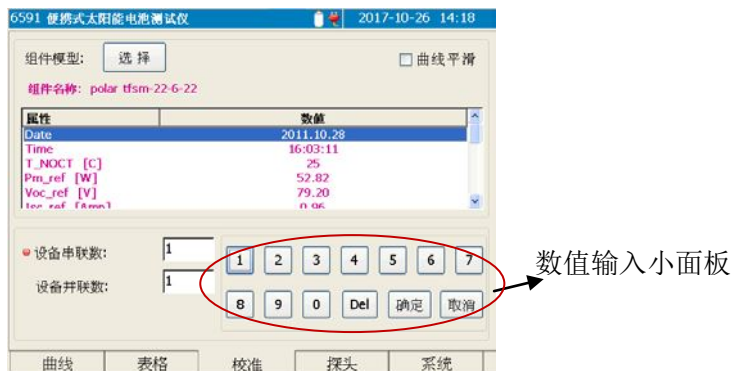 6591 便携式太阳能电池测试仪 2017-10-26 14:18
组件模型: 选 择 曲线平滑
组件名称: polar tfsm-22-6-22
属性 数值
Date 2011.10.28
Time 16:03:11
T_NOCT [C] 25
Pm_ref [W] 52.82
Voc_ref [V] 79.20
Isc_ref [Amp] 0.96
设备串联数: 1
1 2 3 4 5 6 7
数值输入小面板
设备并联数: 1
8 9 0 Del 确定 取消
曲线 表格 校准 探头 系统